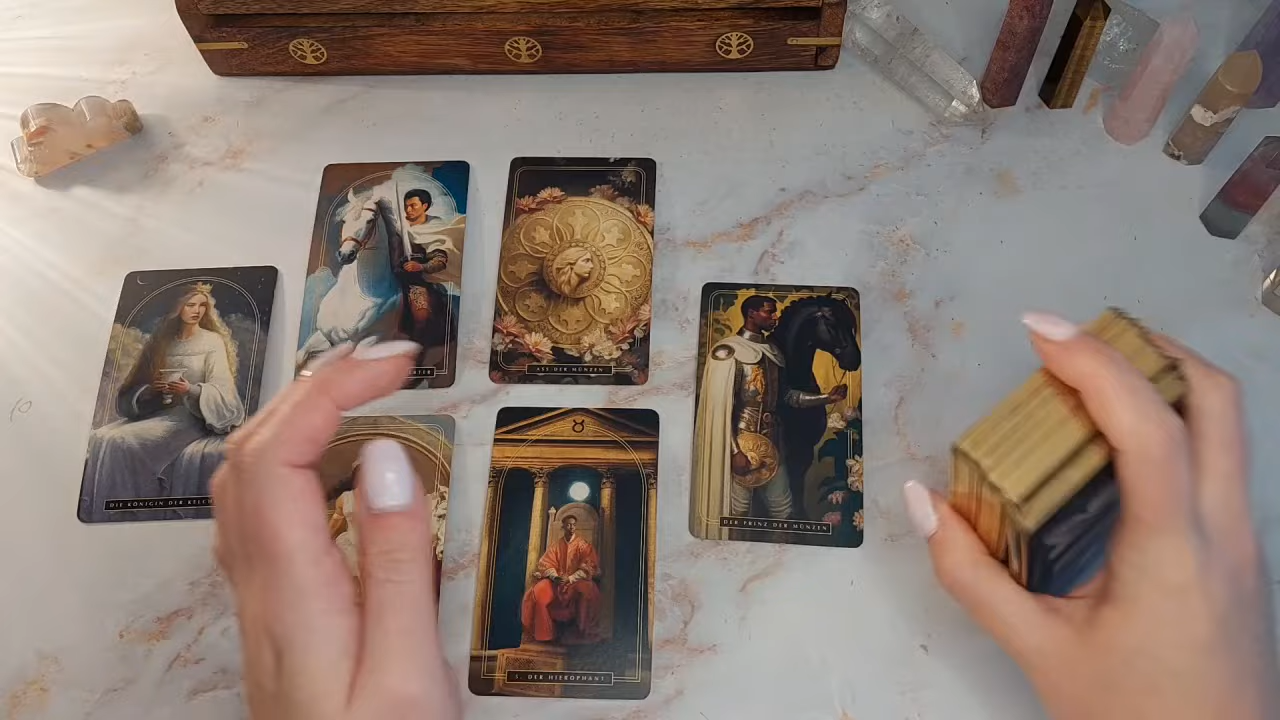 ASS DER MÜNZEN
DIE KÖNIGIN DER
DER PRINZ DER MÜNZEN
DER HIEROPHANT